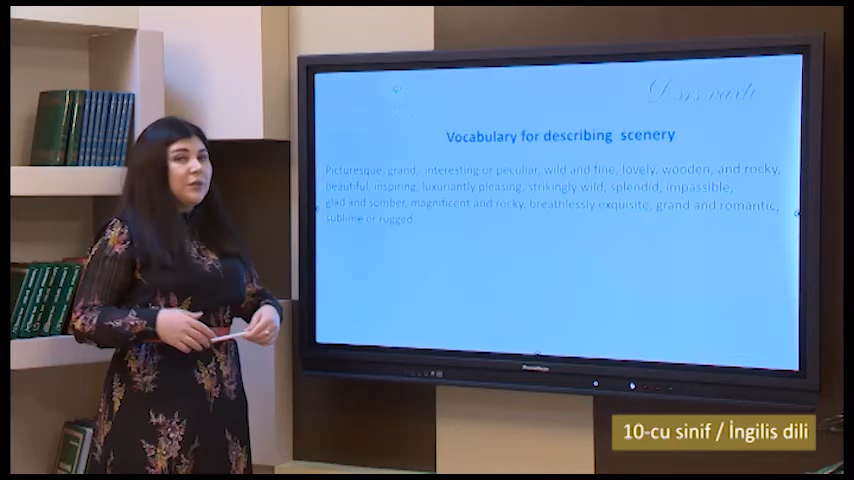 Dərs vaxtı
Vocabulary for describing scenery
Picturesque, grand, interesting or peculiar, wild and fine, lovely, wooden, and rocky,
beautiful, inspiring, luxuriantly pleasing, strikingly wild, splendid, impassible,
glad and somber, magnificent and rocky, breathlessly exquisite, grand and romantic,
sublime or rugged.
10-cu sinif / İngilis dili